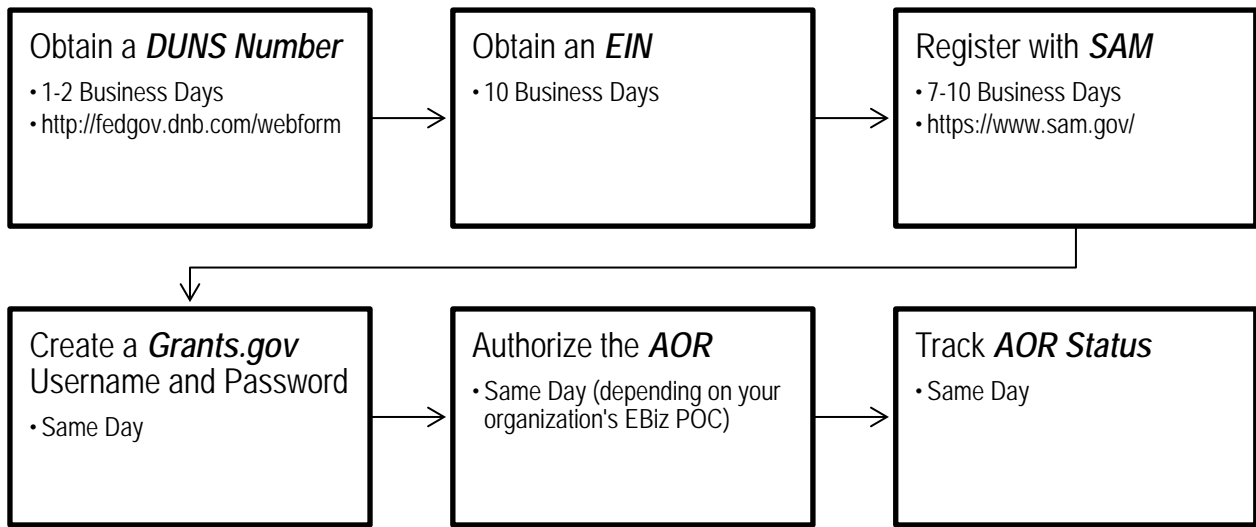 Obtain a DUNS Number
• 1-2 Business Days
• http://fedgov.dnb.com/webform
Obtain an EIN
• 10 Business Days
Register with SAM
• 7-10 Business Days
• https://www.sam.gov/
Create a Grants.gov
Username and Password
• Same Day
Authorize the AOR
• Same Day (depending on your
organization's EBiz POC)
Track AOR Status
• Same Day